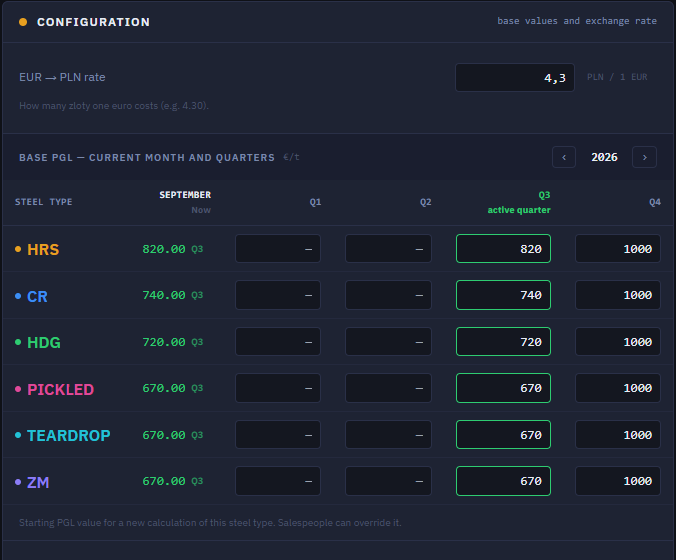 CONFIGURATION base values and exchange rate
EUR → PLN rate 4,3 PLN / 1 EUR
How many zloty one euro costs (e.g. 4.30).
BASE PGL — CURRENT MONTH AND QUARTERS €/t ‹ 2026 ›
STEEL TYPE SEPTEMBER Now Q1 Q2 Q3 active quarter Q4
HRS 820.00 Q3 — — 820 1000
CR 740.00 Q3 — — 740 1000
HDG 720.00 Q3 — — 720 1000
PICKLED 670.00 Q3 — — 670 1000
TEARDROP 670.00 Q3 — — 670 1000
ZM 670.00 Q3 — — 670 1000
Starting PGL value for a new calculation of this steel type. Salespeople can override it.